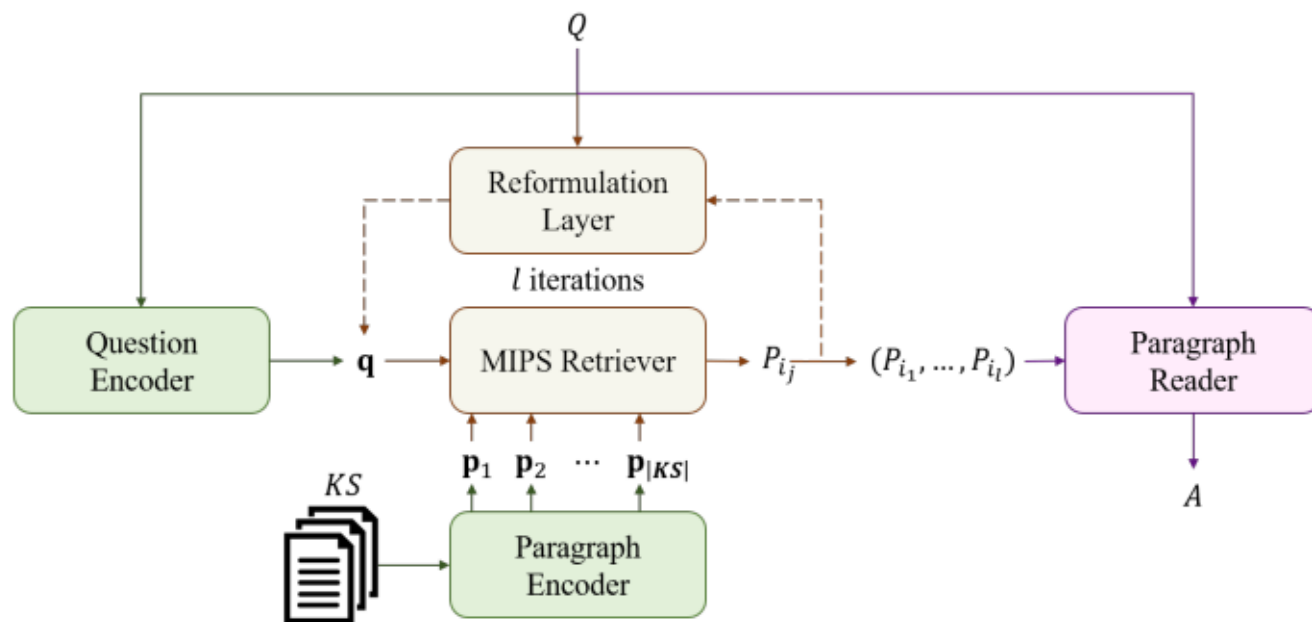 Q
Reformulation
Layer
l iterations
Question
Encoder
q
MIPS Retriever
P_{i_j}
(P_{i_1}, ..., P_{i_l})
Paragraph
Reader
p_1 p_2 ... p_{|KS|}
KS
A
Paragraph
Encoder